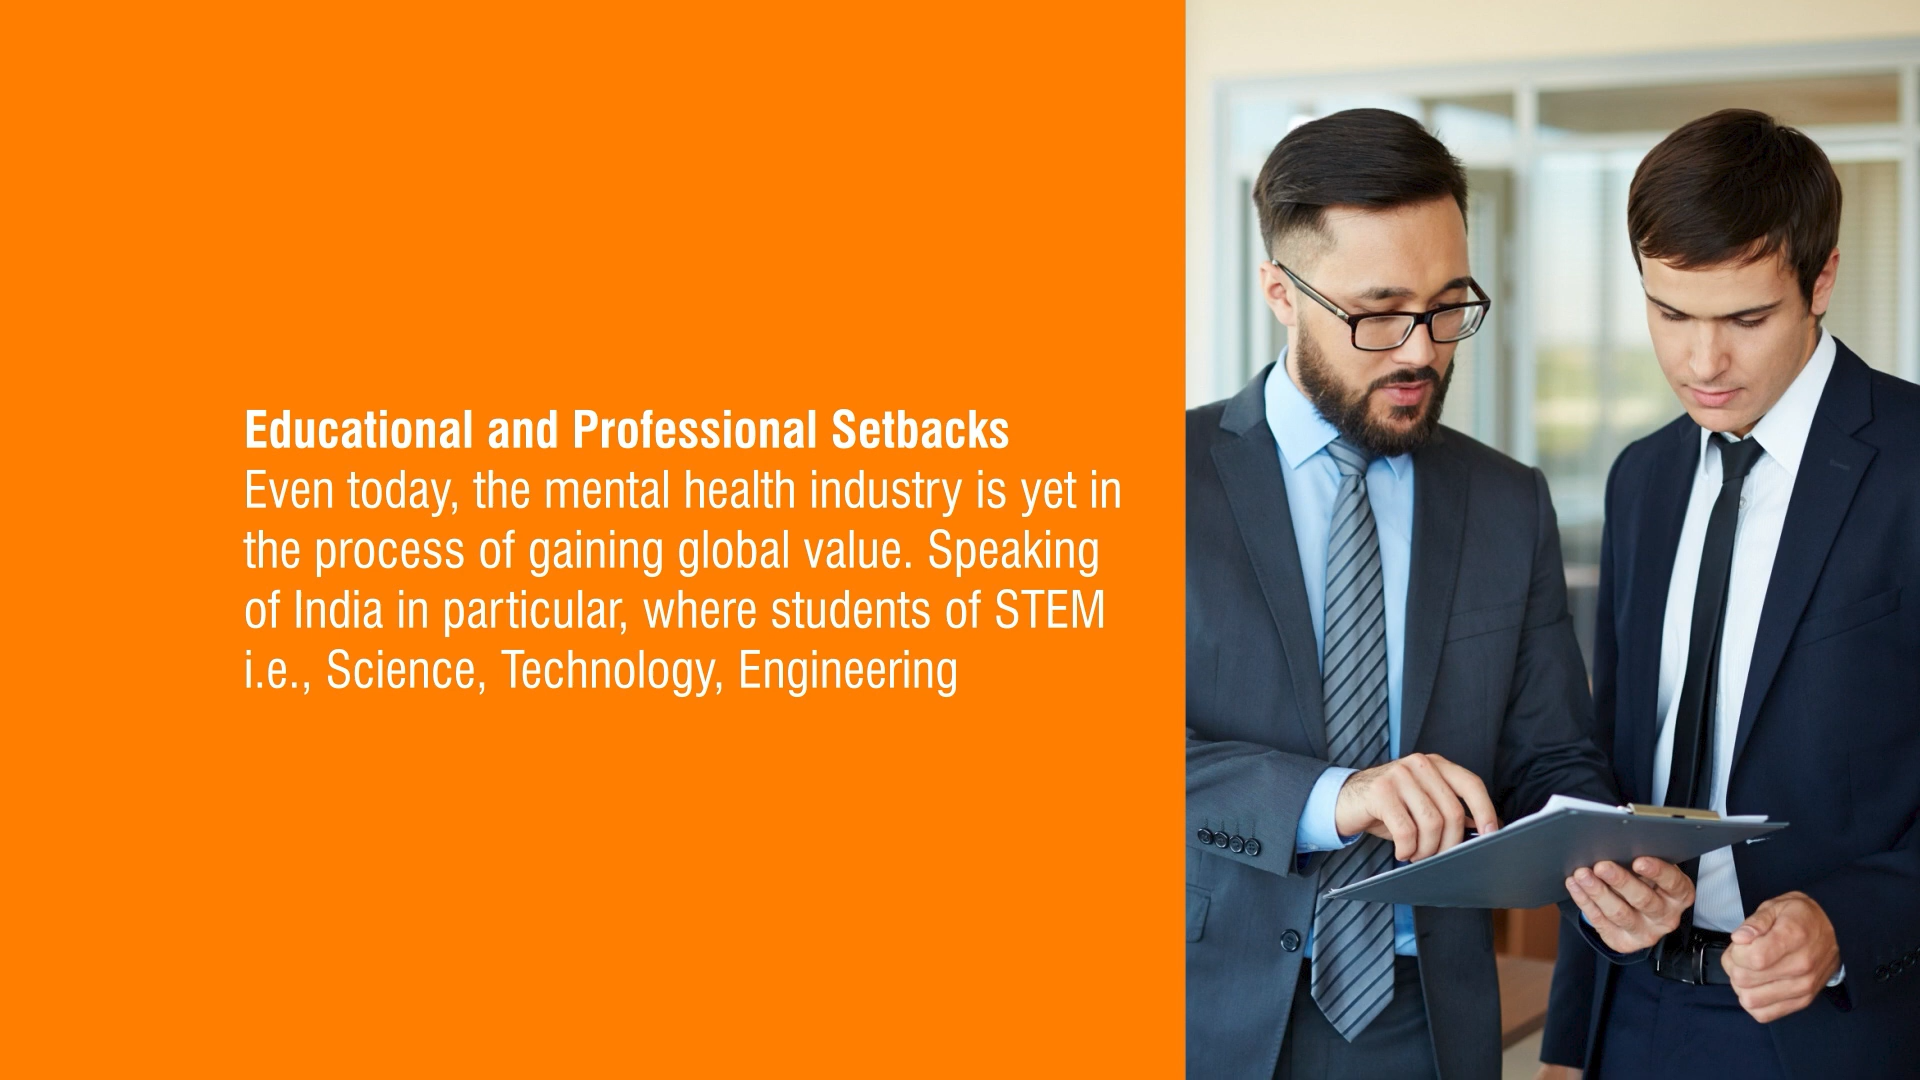 Educational and Professional Setbacks
Even today, the mental health industry is yet in
the process of gaining global value. Speaking
of India in particular, where students of STEM
i.e., Science, Technology, Engineering